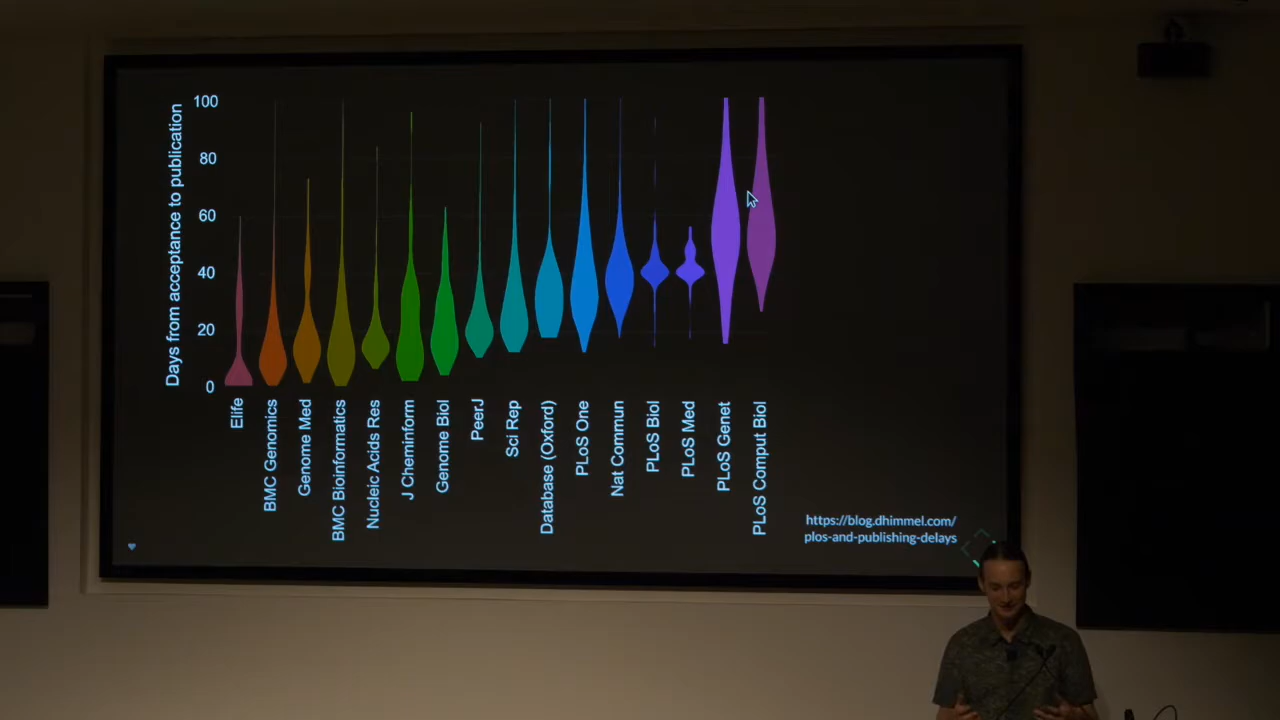 Days from acceptance to publication
100
80
60
40
20
0
Elife
BMC Genomics
Genome Med
BMC Bioinformatics
Nucleic Acids Res
J Cheminform
Genome Biol
PeerJ
Sci Rep
Database (Oxford)
PLoS One
Nat Commun
PLoS Biol
PLoS Med
PLoS Genet
PLoS Comput Biol
https://blog.dhimmel.com/
plos-and-publishing-delays